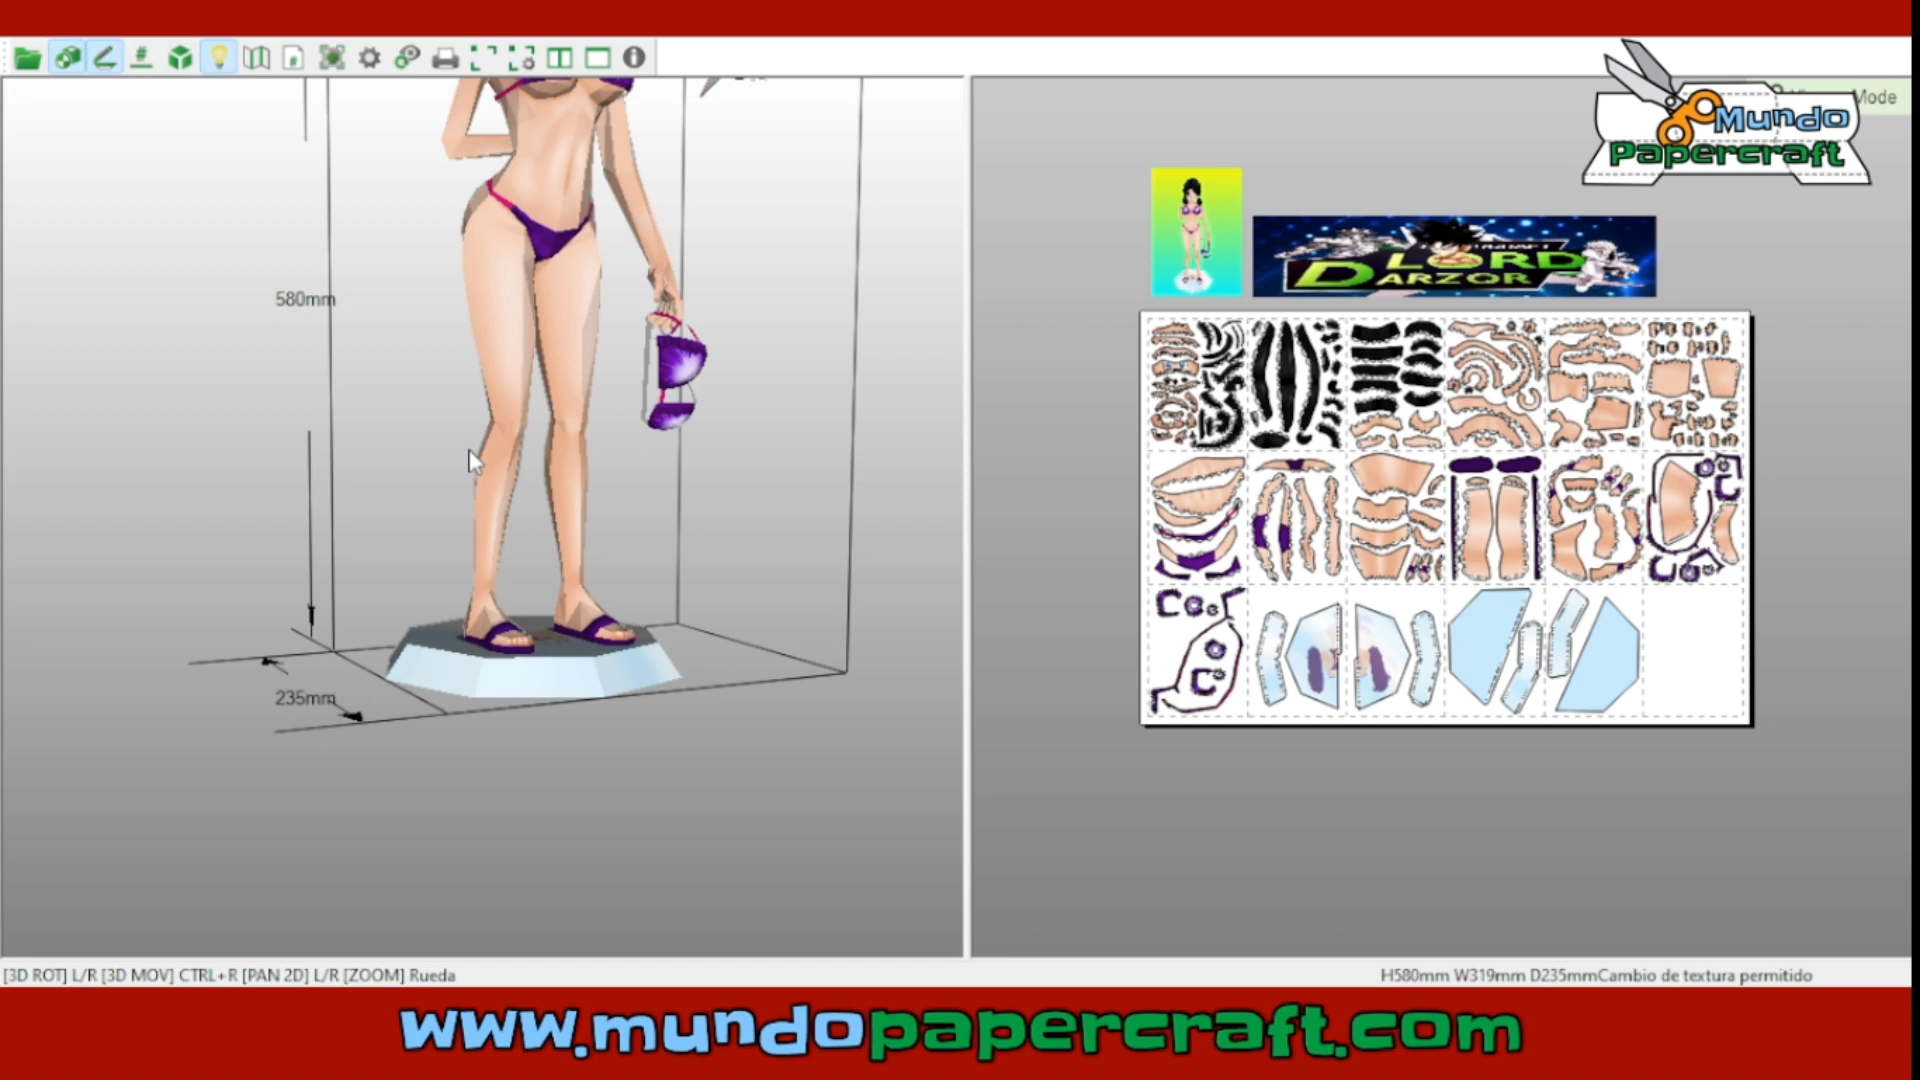 Mode
Mundo
Papercraft
LORD
DARZOR
580mm
235mm
[3D ROT] L/R [3D MOV] CTRL+R [PAN 2D] L/R [ZOOM] Rueda
H580mm W319mm D235mmCambio de textura permitido
www.mundopapercraft.com